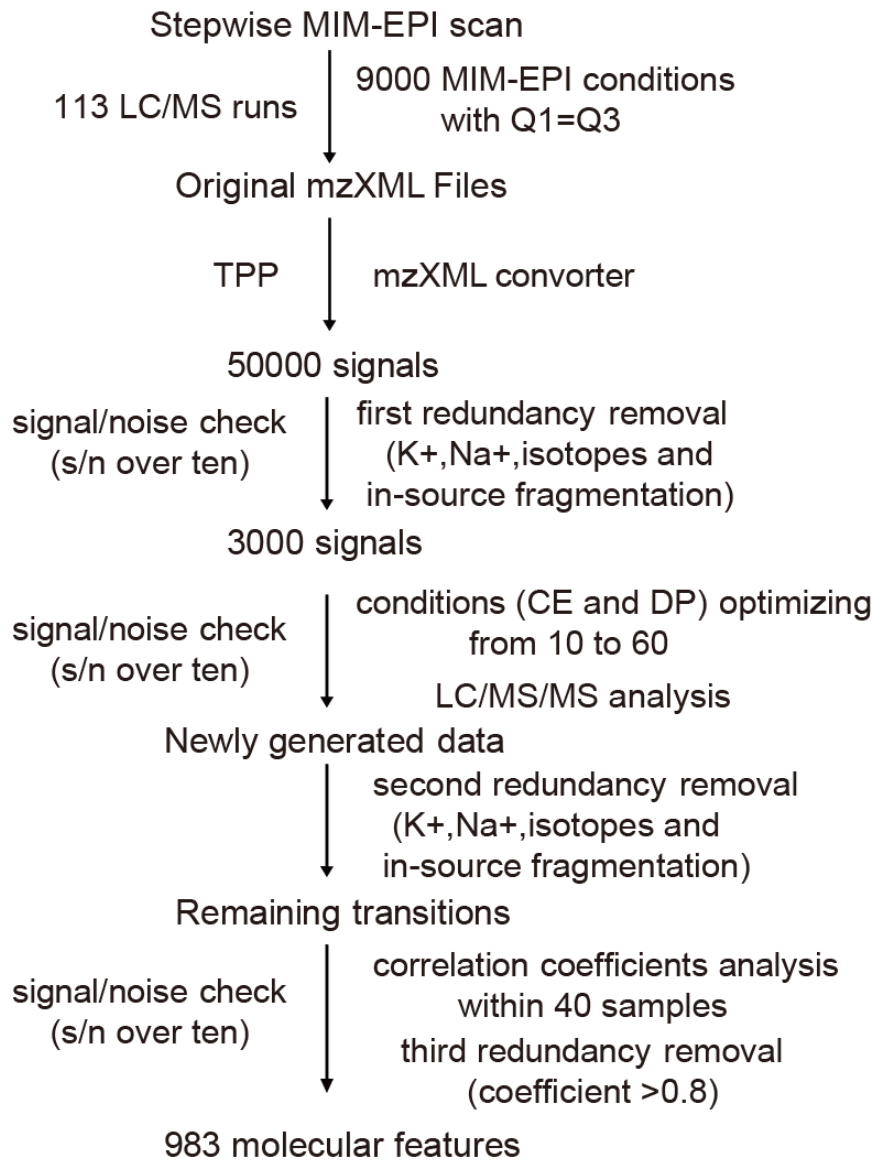 Stepwise MIM-EPI scan
113 LC/MS runs
9000 MIM-EPI conditions
with Q1=Q3
Original mzXML Files
TPP
mzXML convorter
50000 signals
signal/noise check
(s/n over ten)
first redundancy removal
(K+,Na+,isotopes and
in-source fragmentation)
3000 signals
signal/noise check
(s/n over ten)
conditions (CE and DP) optimizing
from 10 to 60
LC/MS/MS analysis
Newly generated data
second redundancy removal
(K+,Na+,isotopes and
in-source fragmentation)
Remaining transitions
signal/noise check
(s/n over ten)
correlation coefficients analysis
within 40 samples
third redundancy removal
(coefficient >0.8)
983 molecular features